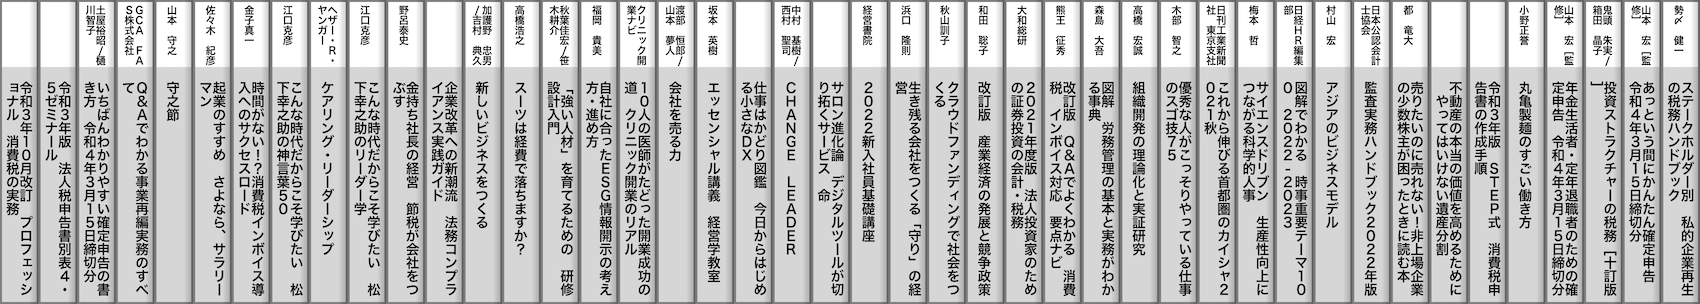 勢〆 健一
ステークホルダー別 私的企業再生
の税務ハンドブック
山本 宏［監
修］
あっという間にかんたん確定申告
令和４年３月１５日締切分
鬼頭 朱実／
箱田 晶子
投資ストラクチャーの税務［十訂版
］
山本 宏［監
修］
年金生活者・定年退職者のための確
定申告 令和４年３月１５日締切分
小野正誉
丸亀製麺のすごい働き方
令和３年版 ＳＴＥＰ式 消費税申
告書の作成手順
不動産の本当の価値を高めるために
やってはいけない遺産分割
都 竜大
売りたいのに売れない！非上場企業
の少数株主が困ったときに読む本
日本公認会計
士協会
監査実務ハンドブック２０２２年版
村山 宏
アジアのビジネスモデル
日経ＨＲ編集
部
図解でわかる 時事重要テーマ１０
０ ２０２２‐２０２３
梅本 哲
サイエンスドリブン 生産性向上に
つながる科学的人事
日刊工業新聞
社 東京支社
これから伸びる首都圏のカイシャ２
０２１秋
木部 智之
優秀な人がこっそりやっている仕事
のスゴ技７５
高橋 宏誠
組織開発の理論化と実証研究
森島 大吾
図解 労務管理の基本と実務がわか
る事典
熊王 征秀
改訂版 Ｑ＆Ａでよくわかる 消費
税 インボイス対応 要点ナビ
大和総研
２０２１年度版 法人投資家のため
の証券投資の会計・税務
和田 聡子
改訂版 産業経済の発展と競争政策
秋山訓子
クラウドファンディングで社会をつ
くる
浜口 隆則
生き残る会社をつくる 「守り」の経
営
経営書院
２０２２新入社員基礎講座
サロン進化論 デジタルツールが切
り拓くサービス 命
中村 基樹／
西村 聖司
ＣＨＡＮＧＥ ＬＥＡＤＥＲ
仕事はかどり図鑑 今日からはじめ
る小さなＤＸ
坂本 英樹
エッセンシャル講義 経営学教室
渡部 恒郎／
山本 夢人
会社を売る力
クリニック開
業ナビ
１０人の医師がたどった開業成功の
道 クリニック開業のリアル
福岡 貴美
自社に合ったＥＳＧ情報開示の考え
方・進め方
秋葉佳宏／笹
木耕介
「強い人材」を育てるための 研修
設計入門
高橋浩之
スーツは経費で落ちますか？
加護野 忠男
／吉村 典久
新しいビジネスをつくる
企業改革への新潮流 法務コンプラ
イアンス実践ガイド
野呂泰史
金持ち社長の経営 節税が会社をつ
ぶす
江口克彦
こんな時代だからこそ学びたい 松
下幸之助のリーダー学
ヘザー・Ｒ・
ヤンガー
ケアリング・リーダーシップ
江口克彦
こんな時代だからこそ学びたい 松
下幸之助の神言葉５０
金子真一
時間がない！？消費税インボイス導
入へのサクセスロード
佐々木 紀彦
起業のすすめ さよなら、サラリー
マン
山本 守之
守之節
ＧＣＡ ＦＡ
Ｓ株式会社
Ｑ＆Ａでわかる事業再編実務のすべ
て
土屋裕昭／樋
川智子
いちばんわかりやすい確定申告の書
き方 令和４年３月１５日締切分
令和３年版 法人税申告書別表４・
５ゼミナール
令和３年１０月改訂 プロフェッシ
ョナル 消費税の実務